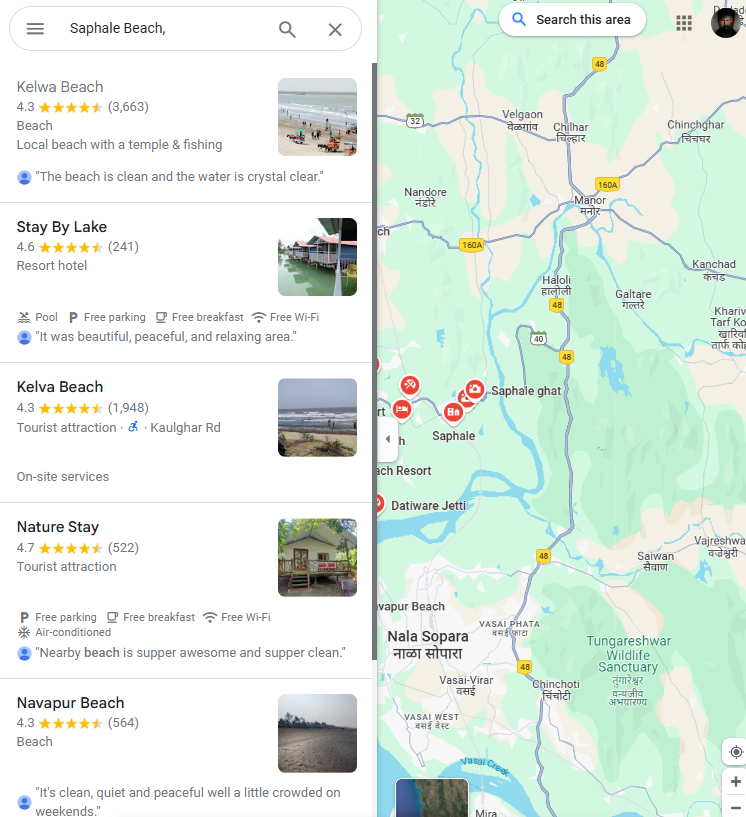 Saphale Beach,
Kelwa Beach
4.3 (3,663)
Beach
Local beach with a temple & fishing
"The beach is clean and the water is crystal clear."
Stay By Lake
4.6 (241)
Resort hotel
Pool Free parking Free breakfast Free Wi-Fi
"It was beautiful, peaceful, and relaxing area."
Kelva Beach
4.3 (1,948)
Tourist attraction · · Kaulghar Rd
On-site services
Nature Stay
4.7 (522)
Tourist attraction
Free parking Free breakfast Free Wi-Fi
Air-conditioned
"Nearby beach is supper awesome and supper clean."
Navapur Beach
4.3 (564)
Beach
"It's clean, quiet and peaceful well a little crowded on
weekends."
Search this area
48
32
Velgaon
वेळगाव
Chilhar
चिल्हार
Chinchghar
चिंचघर
160A
Nandore
नंडोरे
Manor
मनोर
160A
Kanchad
कंचड
Haloli
हालोली
48
Galtare
गलतरे
40
48
Saphale ghat
Saphale
ach Resort
Datiware Jetti
48
Saiwan
सैवाण
Vajreshwa
वज्रेश्वरी
avapur Beach
VASAI PHATA
वसई फाटा
Nala Sopara
नाळा सोपारा
Tungareshwar
Wildlife
Sanctuary
तुंगारेश्वर
वन्यजीव
अभयारण्य
48
Vasai-Virar
वसई
Chinchoti
चिंचोटी
VASAI WEST
वसई वेस्ट
Vasai Creek
Mira